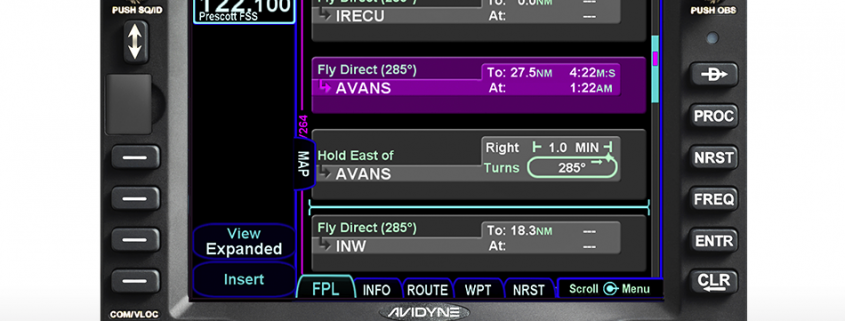 PUSH SQ/ID
122.100
Prescott FSS
Fly Direct (285°)
IRECU
To: 0.0NM ---
At: ---
PUSH OBS
Fly Direct (285°)
AVANS
To: 27.5NM 4:22M:S
At: 1:22AM
D
PROC
/264
MAP
Hold East of
AVANS
Right 1.0 MIN
Turns 285°
NRST
FREQ
View
Expanded
Fly Direct (285°)
INW
To: 18.3NM ---
At: ---
ENTR
Insert
CLR
FPL INFO ROUTE WPT NRST Scroll Menu
COM/VLOC
AVIDYNE